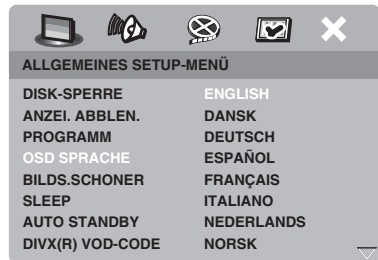 ALLGEMEINES SETUP-MENÜ
DISK-SPERRE ENGLISH
ANZEI. ABBLEN. DANSK
PROGRAMM DEUTSCH
OSD SPRACHE ESPAÑOL
BILDS.SCHONER FRANÇAIS
SLEEP ITALIANO
AUTO STANDBY NEDERLANDS
DIVX(R) VOD-CODE NORSK